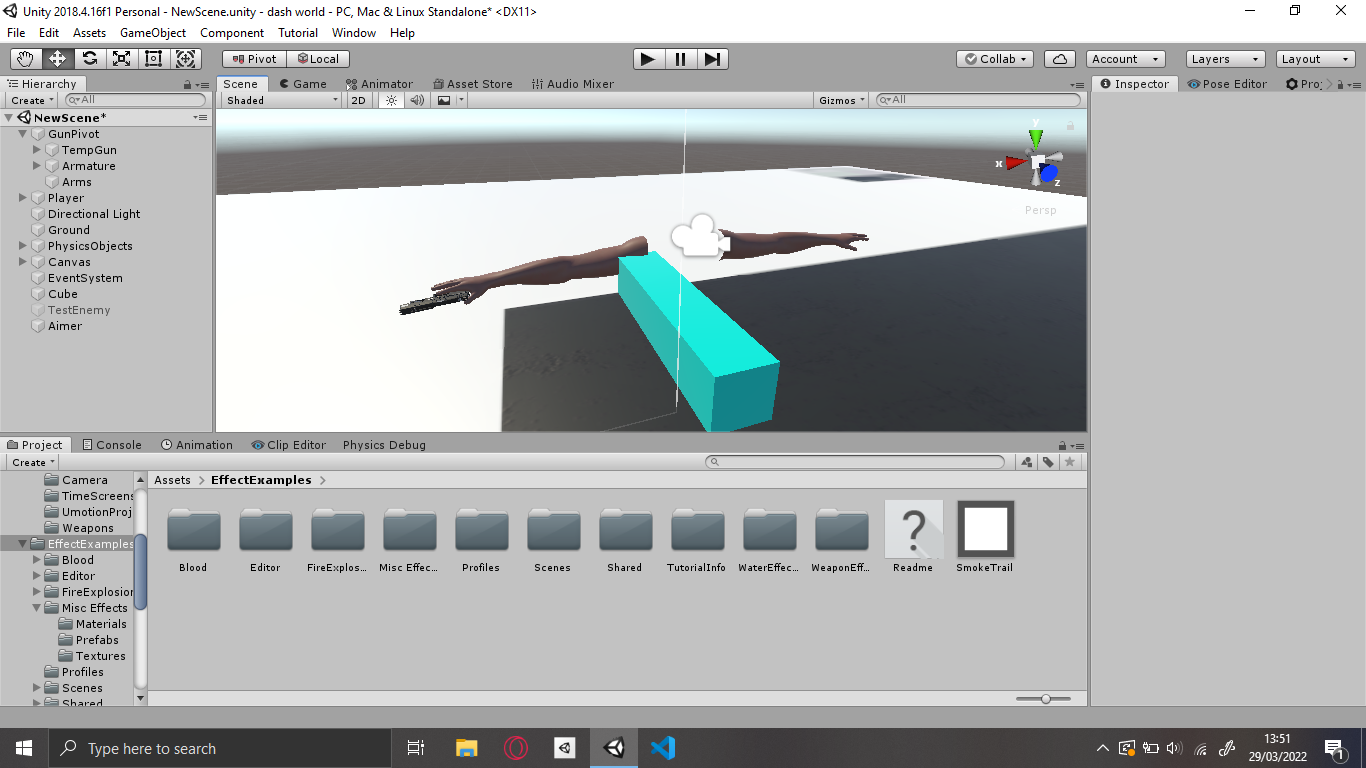 Unity 2018.4.16f1 Personal - NewScene.unity - dash world - PC, Mac & Linux Standalone* <DX11>
File Edit Assets GameObject Component Tutorial Window Help
Pivot Local Collab Account Layers Layout
Hierarchy Scene Game Animator Asset Store Audio Mixer Inspector Pose Editor Proj
Create All Shaded 2D Gizmos All
NewScene*
GunPivot
TempGun
Armature
Arms
Player
Directional Light
Ground
PhysicsObjects
Canvas
EventSystem
Cube
TestEnemy
Aimer
y
x
z
Persp
Project Console Animation Clip Editor Physics Debug
Create
Assets > EffectExamples >
Camera
TimeScreens
UmotionProj
Weapons
EffectExamples
Blood
Editor
FireExplosion
Misc Effects
Materials
Prefabs
Textures
Profiles
Scenes
Shared
Blood Editor FireExplos... Misc Effec... Profiles Scenes Shared TutorialInfo WaterEffec... WeaponEff... Readme SmokeTrail
Type here to search
13:51
29/03/2022
1